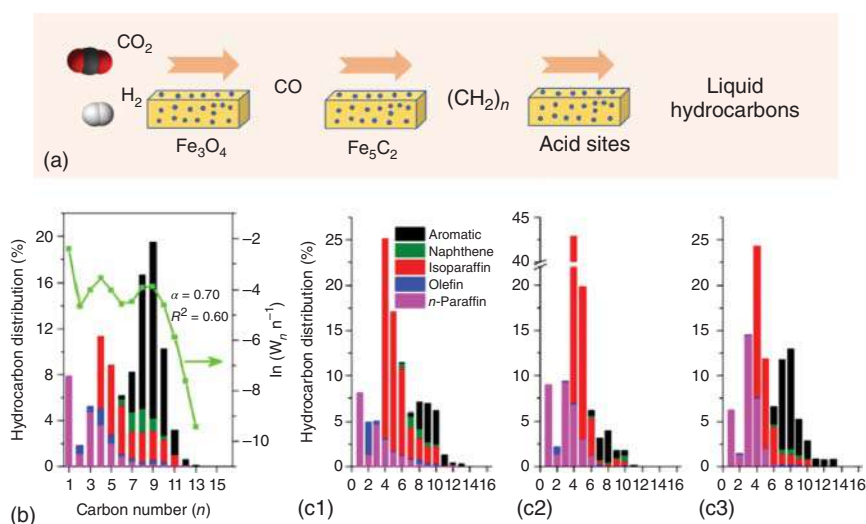 CO2
H2
CO
(CH2)n
Liquid
hydrocarbons
Fe3O4
Fe5C2
Acid sites
(a)
Hydrocarbon distribution (%)
20
16
12
8
4
0
α = 0.70
R2 = 0.60
−2
−4
−6
−8
−10
ln (Wn n−1)
1 3 5 7 9 11 13 15
Carbon number (n)
(b)
Hydrocarbon distribution (%)
25
20
15
10
5
0
Aromatic
Naphthene
Isoparaffin
Olefin
n-Paraffin
0 2 4 6 8 10 12 14 16
(c1)
45
40
20
15
10
5
0
0 2 4 6 8 10 12 14 16
(c2)
25
20
15
10
5
0
0 2 4 6 8 10 12 14 16
(c3)